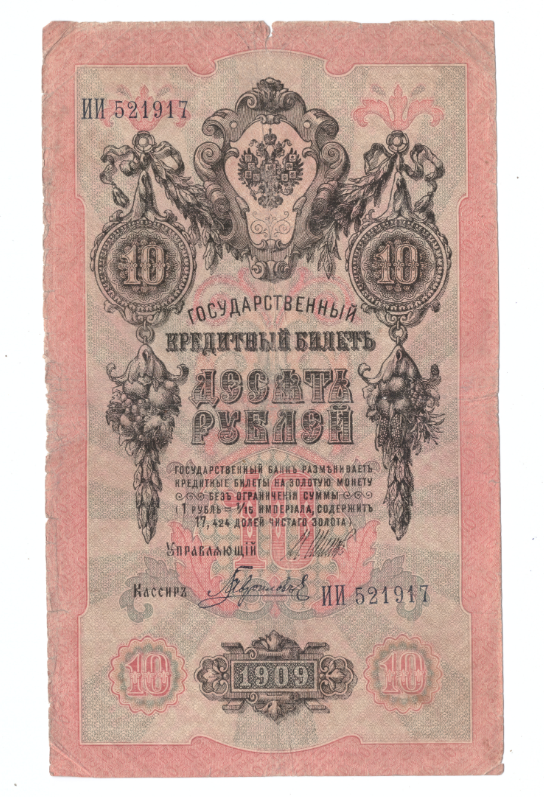 ИИ 521917
10 10
ГОСУДАРСТВЕННЫЙ
КРЕДИТНЫЙ БИЛЕТЪ
ДЕСЯТЬ
РУБЛЕЙ
ГОСУДАРСТВЕННЫЙ БАНКЪ РАЗМѢНИВАЕТЪ
КРЕДИТНЫЕ БИЛЕТЫ НА ЗОЛОТУЮ МОНЕТУ
БЕЗЪ ОГРАНИЧЕНІЯ СУММЫ
(1 РУБЛЬ = 1/15 ИМПЕРІАЛА, СОДЕРЖИТЪ
17,424 ДОЛЕЙ ЧИСТАГО ЗОЛОТА).
10
УПРАВЛЯЮЩІЙ
КАССИРЪ
ИИ 521917
10 1909 10